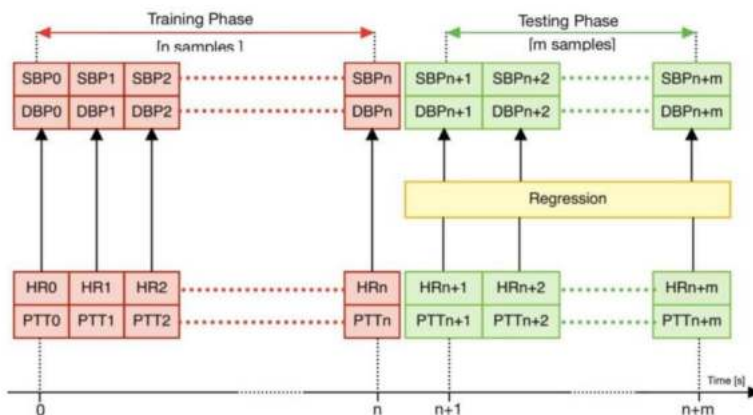 Training Phase
[n samples ]
Testing Phase
[m samples]
SBP0 SBP1 SBP2 SBPn SBPn+1 SBPn+2 SBPn+m
DBP0 DBP1 DBP2 DBPn DBPn+1 DBPn+2 DBPn+m
Regression
HR0 HR1 HR2 HRn HRn+1 HRn+2 HRn+m
PTT0 PTT1 PTT2 PTTn PTTn+1 PTTn+2 PTTn+m
Time [s]
0 n n+1 n+m